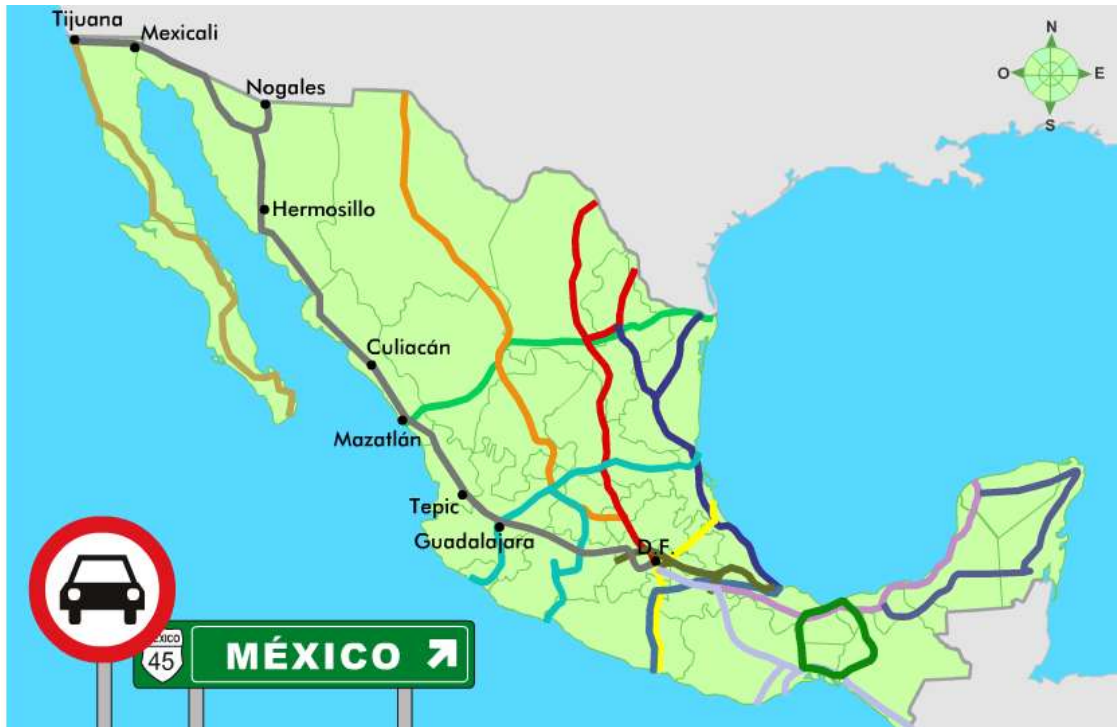 Tijuana
Mexicali
N
O
E
S
Nogales
Hermosillo
Culiacán
Mazatlán
Tepic
Guadalajara
D.F.
MÉXICO
45
MÉXICO